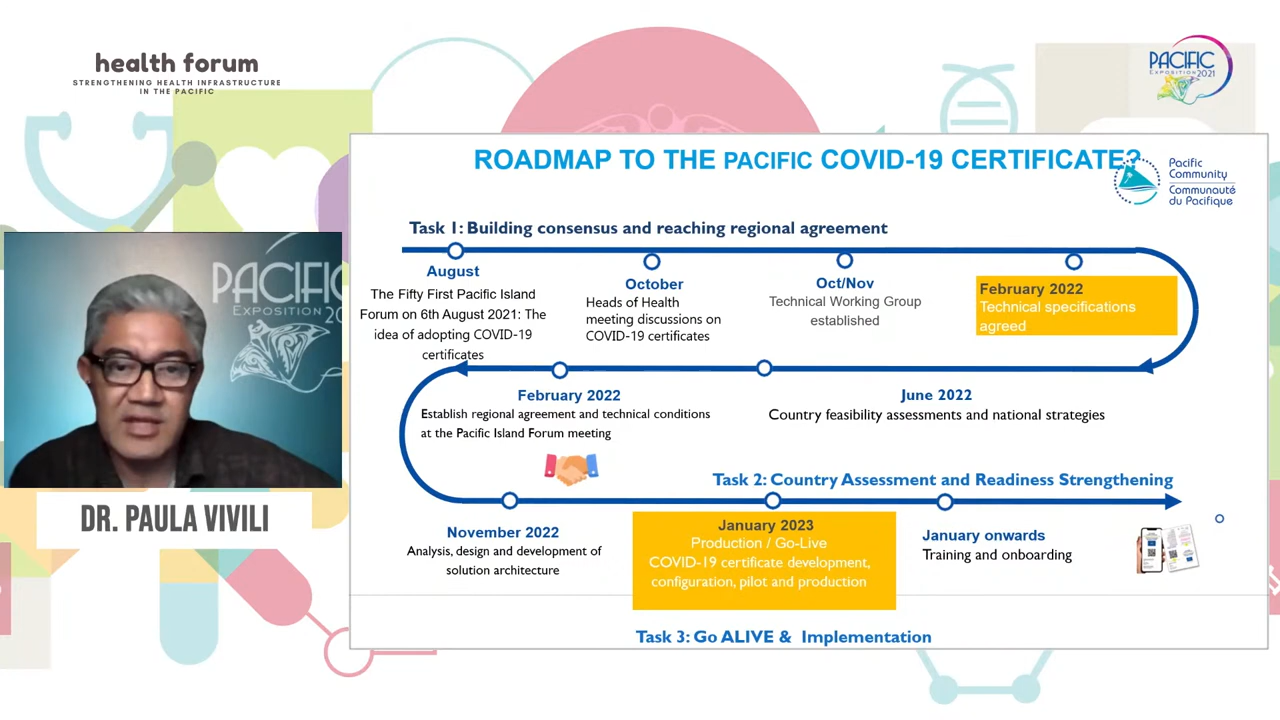 health forum
STRENGTHENING HEALTH INFRASTRUCTURE
IN THE PACIFIC
PACIFIC
EXPOSITION 2021
ROADMAP TO THE PACIFIC COVID-19 CERTIFICATE?
Pacific
Community
Communauté
du Pacifique
Task 1: Building consensus and reaching regional agreement
August
The Fifty First Pacific Island
Forum on 6th August 2021: The
idea of adopting COVID-19
certificates
October
Heads of Health
meeting discussions on
COVID-19 certificates
Oct/Nov
Technical Working Group
established
February 2022
Technical specifications
agreed
February 2022
Establish regional agreement and technical conditions
at the Pacific Island Forum meeting
June 2022
Country feasibility assessments and national strategies
Task 2: Country Assessment and Readiness Strengthening
November 2022
Analysis, design and development of
solution architecture
January 2023
Production / Go-Live
COVID-19 certificate development,
configuration, pilot and production
January onwards
Training and onboarding
Task 3: Go ALIVE & Implementation
PACIFIC
EXPOSITION 20
DR. PAULA VIVILI